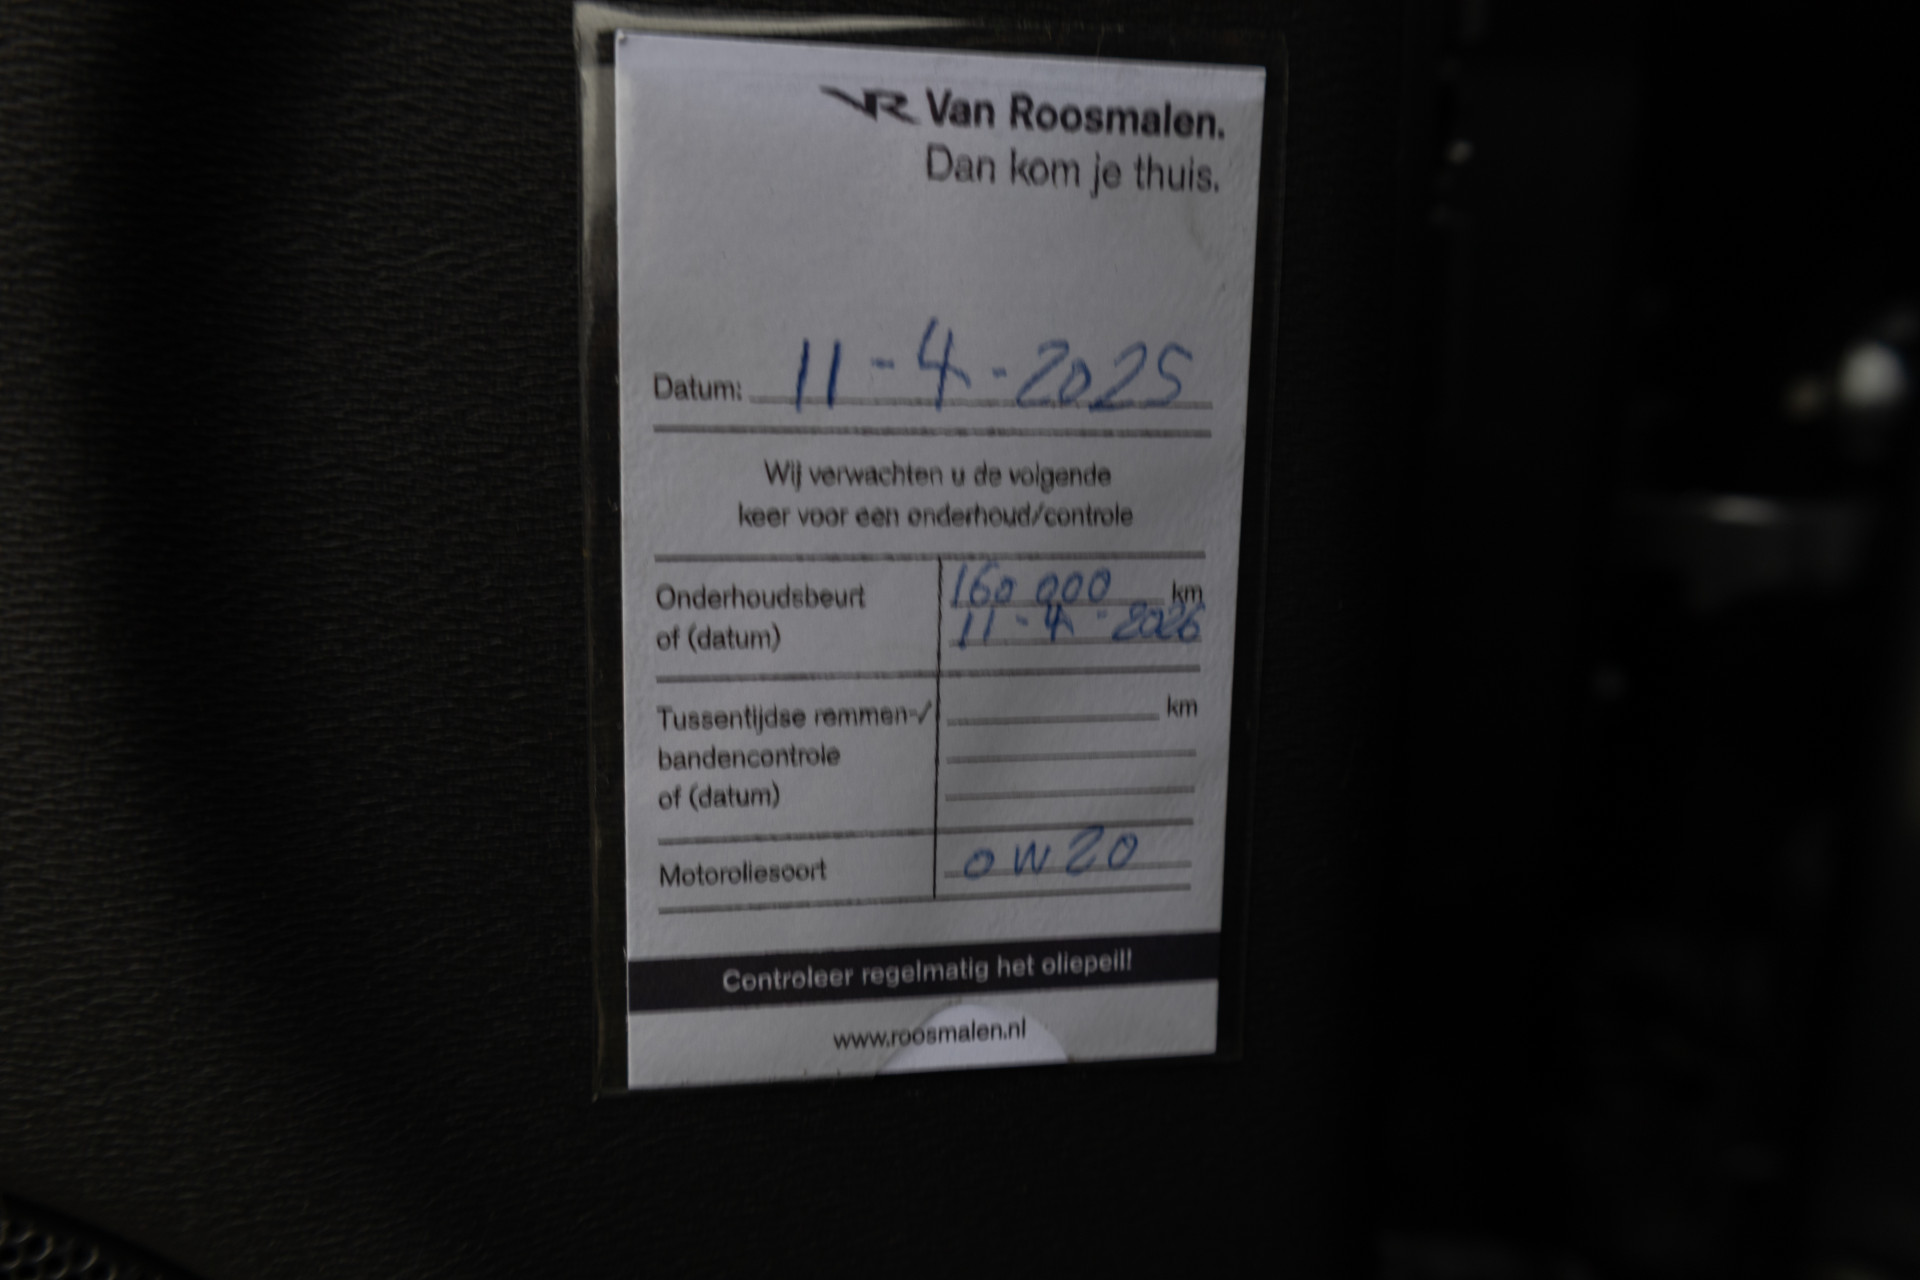 VR Van Roosmalen.
Dan kom je thuis.
Datum: 11-4-2025
Wij verwachten u de volgende
keer voor een onderhoud/controle
Onderhoudsbeurt 160 000 km
of (datum) 11-4-2026
Tussentijdse remmen-/ km
bandencontrole
of (datum)
Motoroliesoort 0W20
Controleer regelmatig het oliepeil!
www.roosmalen.nl